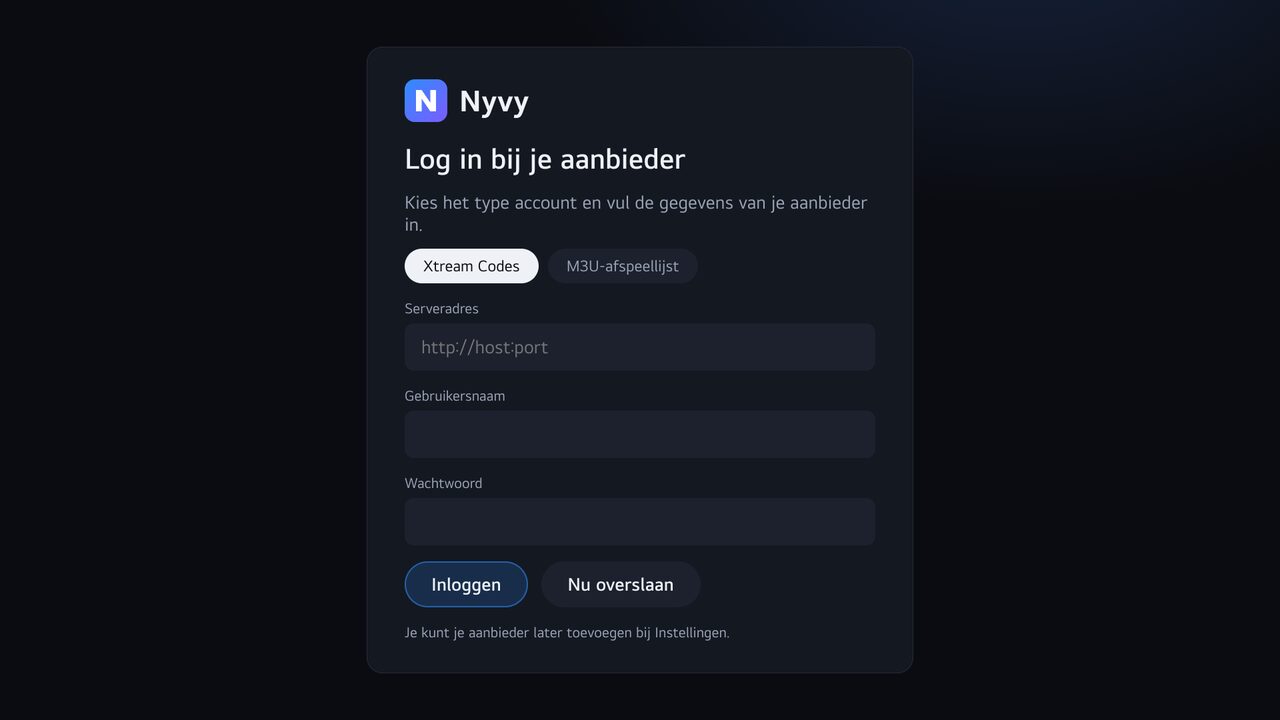 N Nyvy
Log in bij je aanbieder
Kies het type account en vul de gegevens van je aanbieder
in.
Xtream Codes M3U-afspeellijst
Serveradres
http://host:port
Gebruikersnaam
Wachtwoord
Inloggen Nu overslaan
Je kunt je aanbieder later toevoegen bij Instellingen.